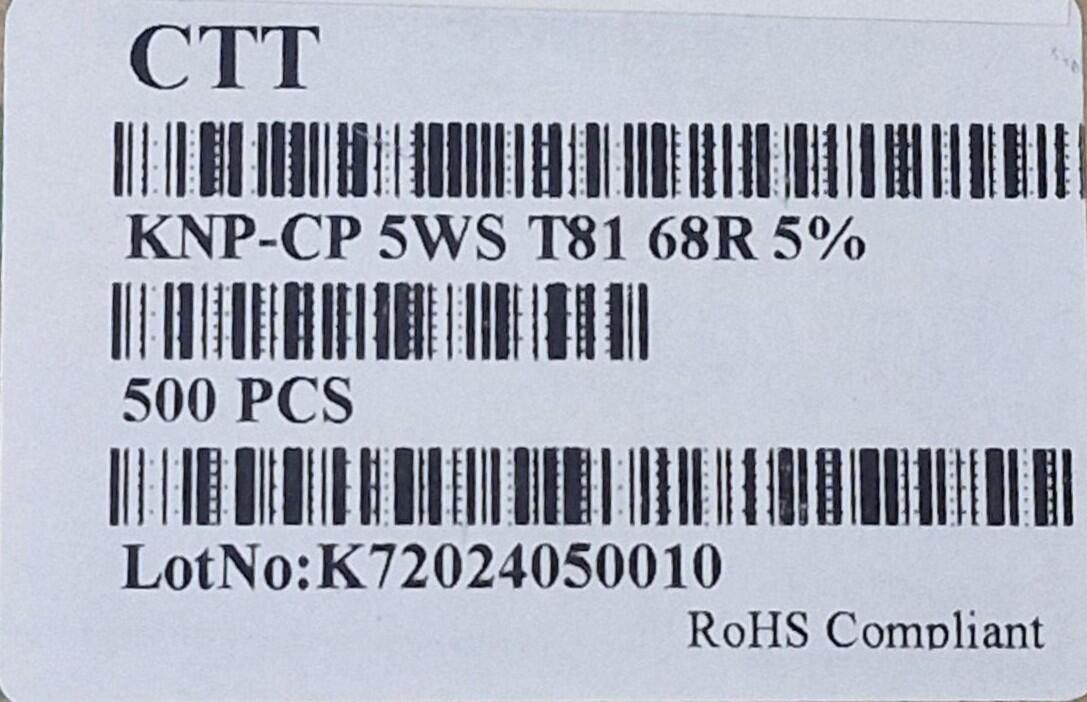 CTT
KNP-CP 5WS T81 68R 5%
500 PCS
LotNo:K72024050010
RoHS Compliant